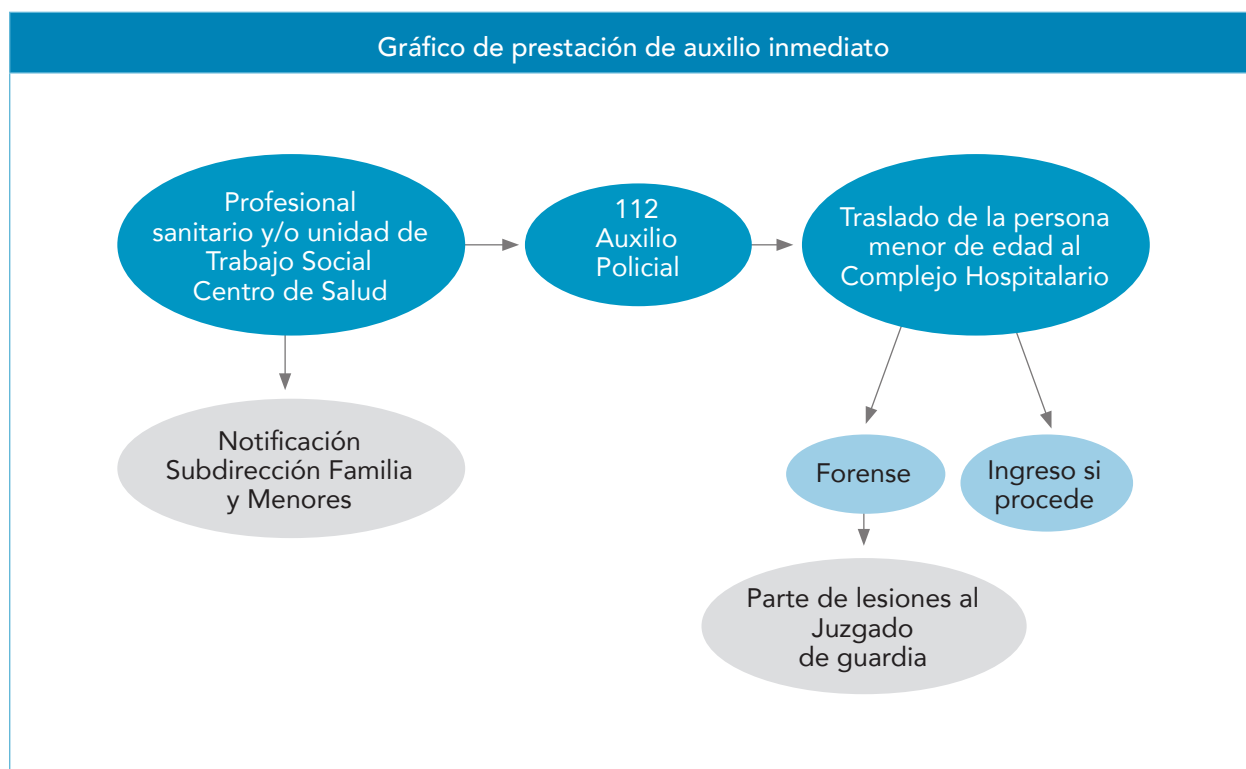 Gráfico de prestación de auxilio inmediato
Profesional
sanitario y/o unidad de
Trabajo Social
Centro de Salud
112
Auxilio
Policial
Traslado de la persona
menor de edad al
Complejo Hospitalario
Notificación
Subdirección Familia
y Menores
Forense
Ingreso si
procede
Parte de lesiones al
Juzgado
de guardia